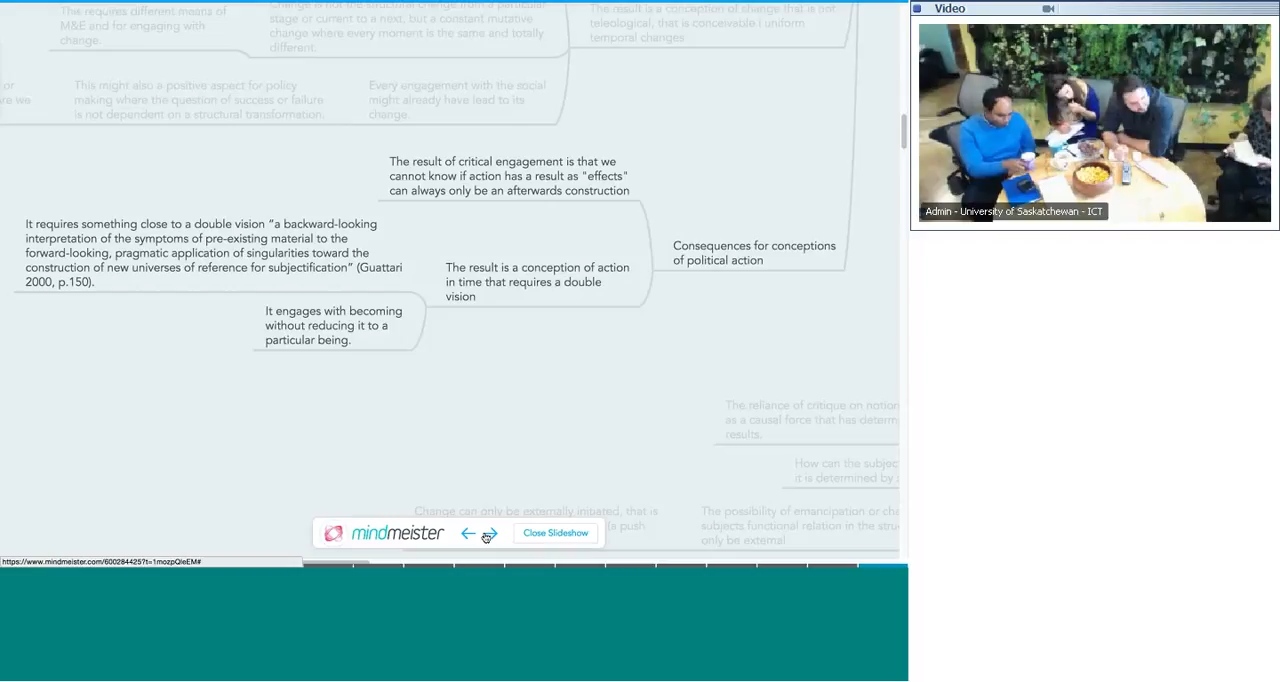 This requires different means of
M&E and for engaging with
change.
Change is not the structural change from a particular
stage or current to a next, but a constant mutative
change where every moment is the same and totally
different.
The result is a conception of change that is not
teleological, that is conceivable i uniform
temporal changes
or
are we
This might also a positive aspect for policy
making where the question of success or failure
is not dependent on a structural transformation.
Every engagement with the social
might already have lead to its
change.
The result of critical engagement is that we
cannot know if action has a result as "effects"
can always only be an afterwards construction
It requires something close to a double vision “a backward-looking
interpretation of the symptoms of pre-existing material to the
forward-looking, pragmatic application of singularities toward the
construction of new universes of reference for subjectification” (Guattari
2000, p.150).
The result is a conception of action
in time that requires a double
vision
Consequences for conceptions
of political action
It engages with becoming
without reducing it to a
particular being.
The reliance of critique on notion
as a causal force that has determ
results.
How can the subjec
it is determined by
Change can only be externally initiated, that is
(a push
The possibility of emancipation or cha
subjects functional relation in the stru
only be external
mindmeister
Close Slideshow
https://www.mindmeister.com/600284425?t=1mozpQleEM#
Video
Admin - University of Saskatchewan - ICT